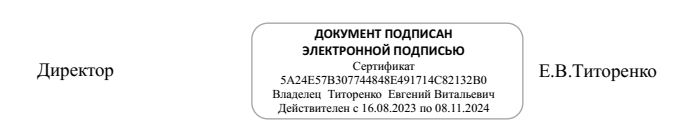 ДОКУМЕНТ ПОДПИСАН
ЭЛЕКТРОННОЙ ПОДПИСЬЮ
Сертификат
Директор
5A24E57B307744848E491714C82132B0
Е.В.Титоренко
Владелец Титоренко Евгений Витальевич
Действителен с 16.08.2023 по 08.11.2024